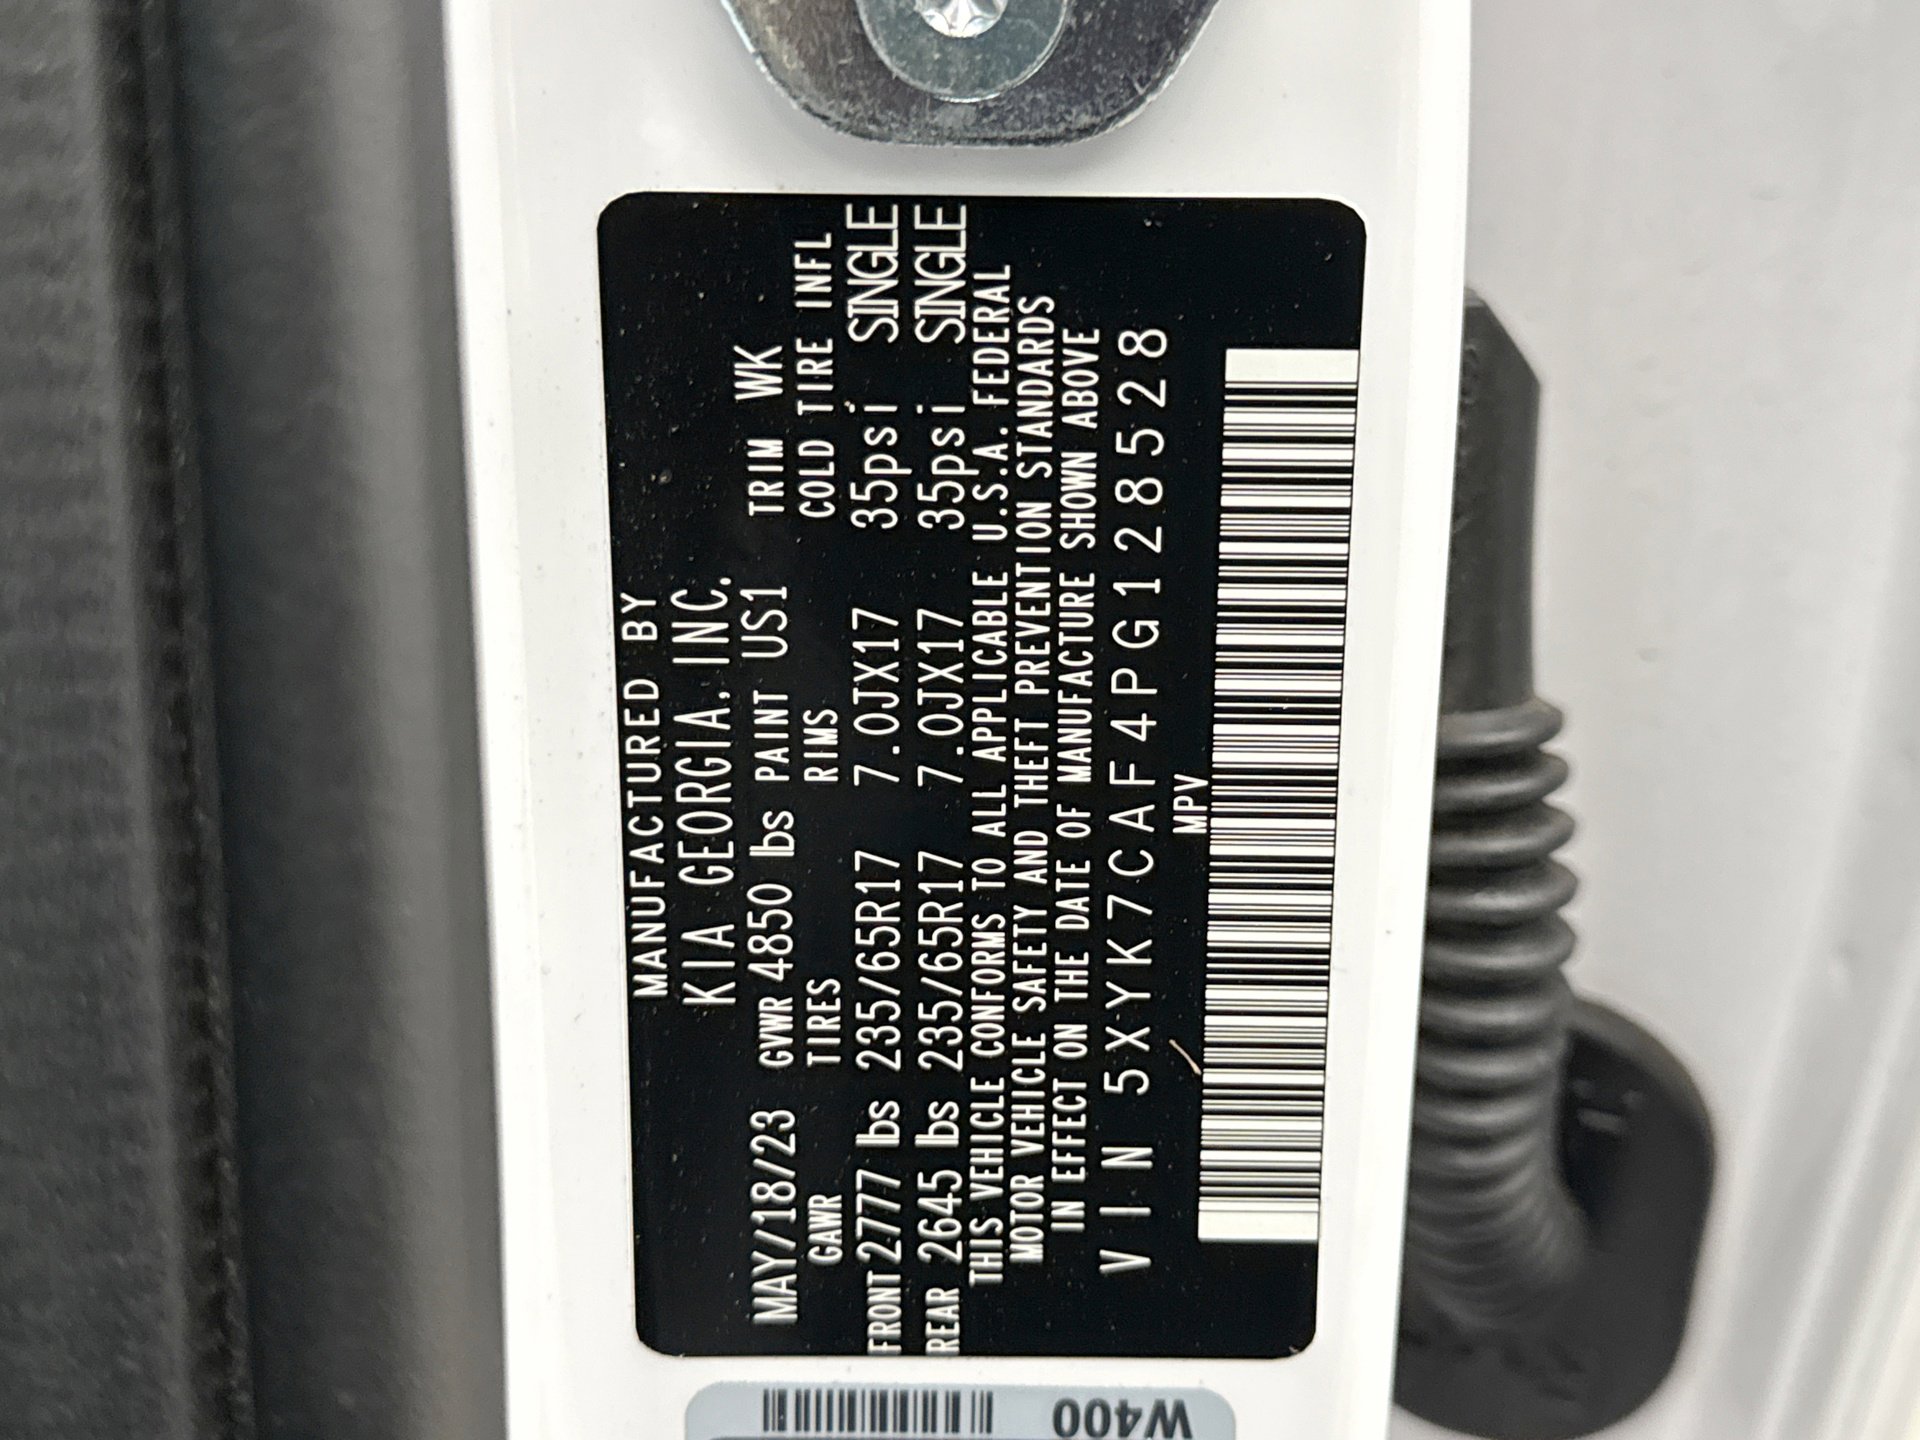 MANUFACTURED BY
KIA GEORGIA, INC.
MAY/18/23 GVWR 4850 lbs PAINT US1 TRIM WK
GAWR TIRES RIMS COLD TIRE INFL
FRONT 2777 lbs 235/65R17 7.0JX17 35psi SINGLE
REAR 2645 lbs 235/65R17 7.0JX17 35psi SINGLE
THIS VEHICLE CONFORMS TO ALL APPLICABLE U.S.A. FEDERAL
MOTOR VEHICLE SAFETY AND THEFT PREVENTION STANDARDS
IN EFFECT ON THE DATE OF MANUFACTURE SHOWN ABOVE
VIN 5XYK7CAF4PG128528
MPV
W400